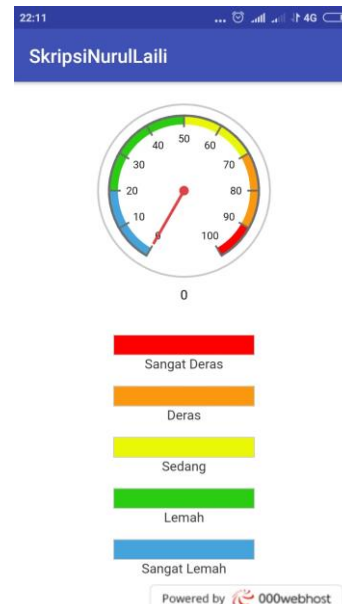 22:11 ... 4G
SkripsiNurulLaili
50
40 60
30 70
20 80
10 90
0 100
0
Sangat Deras
Deras
Sedang
Lemah
Sangat Lemah
Powered by 000webhost